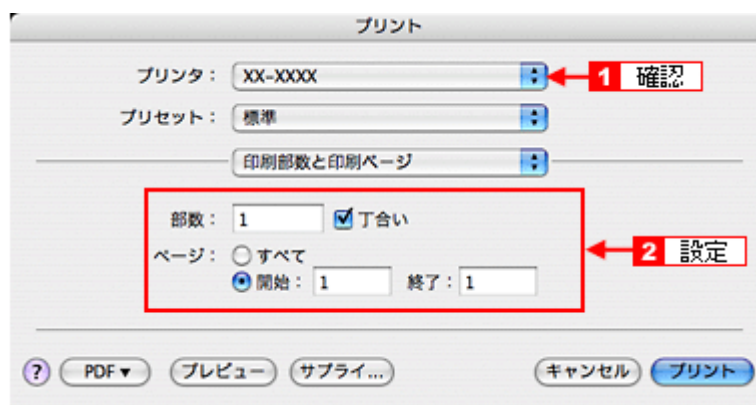 プリント
プリンタ： XX-XXXX 1 確認
プリセット： 標準
印刷部数と印刷ページ
部数： 1 丁合い
ページ： すべて
開始： 1 終了： 1
2 設定
? PDF▼ プレビュー サプライ... キャンセル プリント